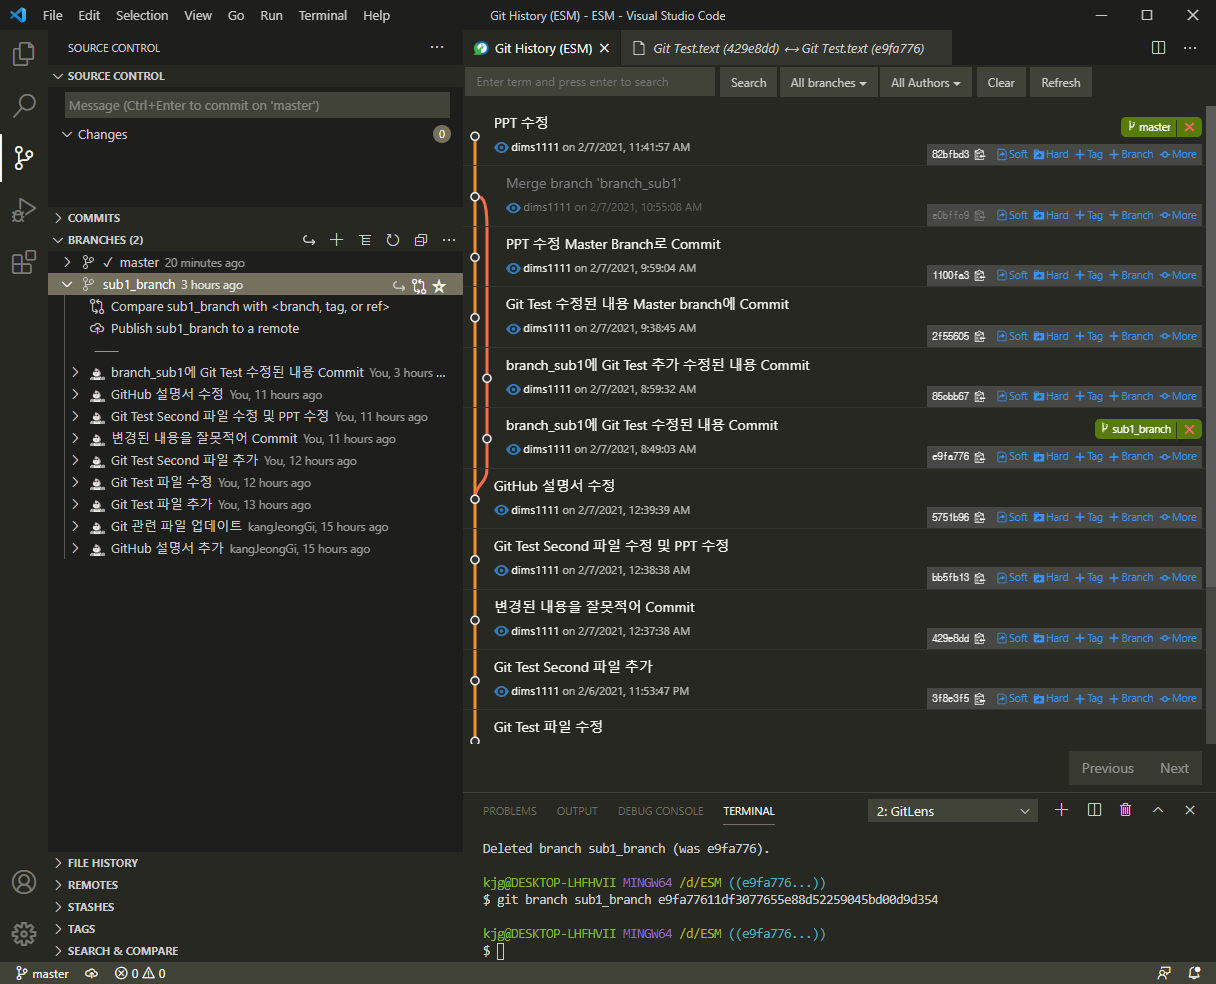 File Edit Selection View Go Run Terminal Help Git History (ESM) - ESM - Visual Studio Code
SOURCE CONTROL
SOURCE CONTROL
Message (Ctrl+Enter to commit on 'master')
Changes 0
COMMITS
BRANCHES (2)
master 20 minutes ago
sub1_branch 3 hours ago
Compare sub1_branch with <branch, tag, or ref>
Publish sub1_branch to a remote
branch_sub1에 Git Test 수정된 내용 Commit You, 3 hours ...
GitHub 설명서 수정 You, 11 hours ago
Git Test Second 파일 수정 및 PPT 수정 You, 11 hours ago
변경된 내용을 잘못적어 Commit You, 11 hours ago
Git Test Second 파일 추가 You, 12 hours ago
Git Test 파일 수정 You, 12 hours ago
Git Test 파일 추가 You, 13 hours ago
Git 관련 파일 업데이트 kangJeongGi, 15 hours ago
GitHub 설명서 추가 kangJeongGi, 15 hours ago
FILE HISTORY
REMOTES
STASHES
TAGS
SEARCH & COMPARE
Git History (ESM) Git Test.text (429e8dd) ⟷ Git Test.text (e9fa776)
Enter term and press enter to search Search All branches All Authors Clear Refresh
PPT 수정 master
dims1111 on 2/7/2021, 11:41:57 AM 82bfbd3 Soft Hard + Tag + Branch More
Merge branch 'branch_sub1'
dims1111 on 2/7/2021, 10:55:08 AM e0bffa9 Soft Hard + Tag + Branch More
PPT 수정 Master Branch로 Commit
dims1111 on 2/7/2021, 9:59:04 AM 1100fa3 Soft Hard + Tag + Branch More
Git Test 수정된 내용 Master branch에 Commit
dims1111 on 2/7/2021, 9:38:45 AM 2f55605 Soft Hard + Tag + Branch More
branch_sub1에 Git Test 추가 수정된 내용 Commit
dims1111 on 2/7/2021, 8:59:32 AM 85abb67 Soft Hard + Tag + Branch More
branch_sub1에 Git Test 수정된 내용 Commit sub1_branch
dims1111 on 2/7/2021, 8:49:03 AM e9fa776 Soft Hard + Tag + Branch More
GitHub 설명서 수정
dims1111 on 2/7/2021, 12:39:39 AM 5751b96 Soft Hard + Tag + Branch More
Git Test Second 파일 수정 및 PPT 수정
dims1111 on 2/7/2021, 12:38:38 AM bb5fb13 Soft Hard + Tag + Branch More
변경된 내용을 잘못적어 Commit
dims1111 on 2/7/2021, 12:37:38 AM 429e8dd Soft Hard + Tag + Branch More
Git Test Second 파일 추가
dims1111 on 2/6/2021, 11:53:47 PM 3f8e3f5 Soft Hard + Tag + Branch More
Git Test 파일 수정
Previous Next
PROBLEMS OUTPUT DEBUG CONSOLE TERMINAL 2: GitLens
Deleted branch sub1_branch (was e9fa776).
kjg@DESKTOP-LHFHVII MINGW64 /d/ESM ((e9fa776...))
$ git branch sub1_branch e9fa77611df3077655e88d52259045bd00d9d354
kjg@DESKTOP-LHFHVII MINGW64 /d/ESM ((e9fa776...))
$
master 0 0